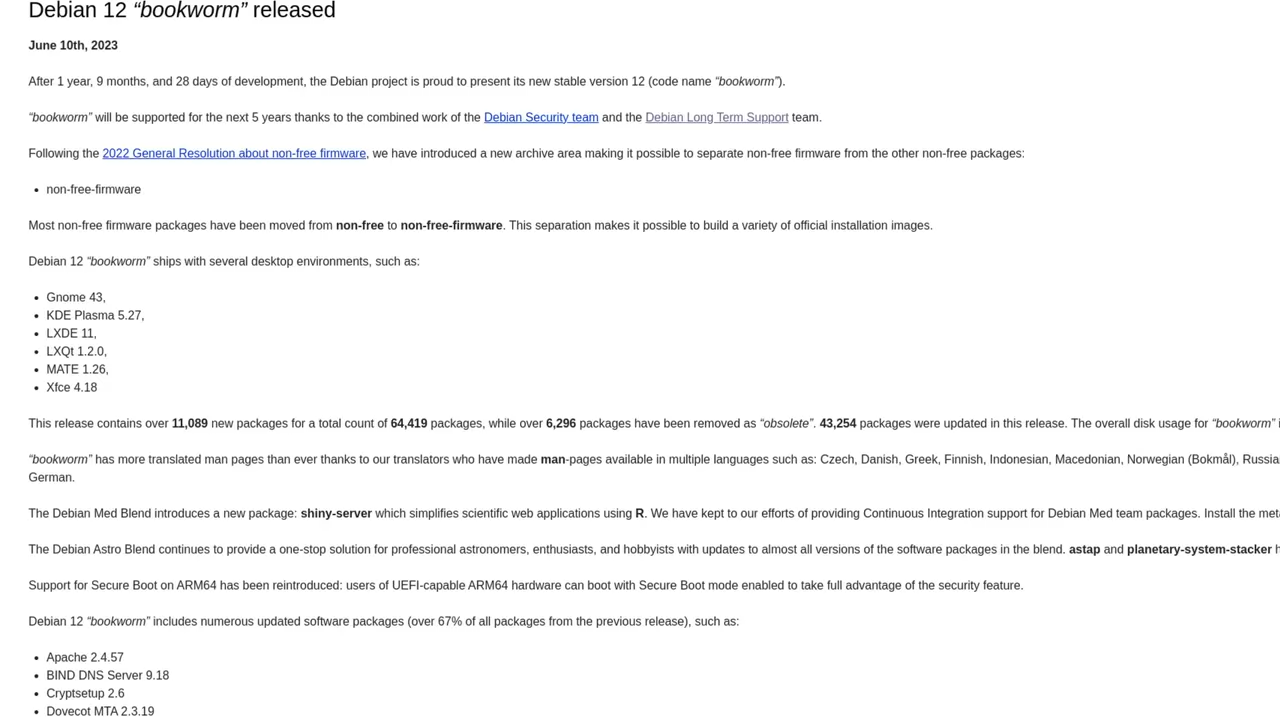 Debian 12 “bookworm” released
June 10th, 2023
After 1 year, 9 months, and 28 days of development, the Debian project is proud to present its new stable version 12 (code name “bookworm”).
“bookworm” will be supported for the next 5 years thanks to the combined work of the Debian Security team and the Debian Long Term Support team.
Following the 2022 General Resolution about non-free firmware, we have introduced a new archive area making it possible to separate non-free firmware from the other non-free packages:
• non-free-firmware
Most non-free firmware packages have been moved from non-free to non-free-firmware. This separation makes it possible to build a variety of official installation images.
Debian 12 “bookworm” ships with several desktop environments, such as:
• Gnome 43,
• KDE Plasma 5.27,
• LXDE 11,
• LXQt 1.2.0,
• MATE 1.26,
• Xfce 4.18
This release contains over 11,089 new packages for a total count of 64,419 packages, while over 6,296 packages have been removed as “obsolete”. 43,254 packages were updated in this release. The overall disk usage for “bookworm”
“bookworm” has more translated man pages than ever thanks to our translators who have made man-pages available in multiple languages such as: Czech, Danish, Greek, Finnish, Indonesian, Macedonian, Norwegian (Bokmål),
German.
The Debian Med Blend introduces a new package: shiny-server which simplifies scientific web applications using R. We have kept to our efforts of providing Continuous Integration support for Debian Med team packages. Install the
The Debian Astro Blend continues to provide a one-stop solution for professional astronomers, enthusiasts, and hobbyists with updates to almost all versions of the software packages in the blend. astap and planetary-system-stacker
Support for Secure Boot on ARM64 has been reintroduced: users of UEFI-capable ARM64 hardware can boot with Secure Boot mode enabled to take full advantage of the security feature.
Debian 12 “bookworm” includes numerous updated software packages (over 67% of all packages from the previous release), such as:
• Apache 2.4.57
• BIND DNS Server 9.18
• Cryptsetup 2.6
• Dovecot MTA 2.3.19